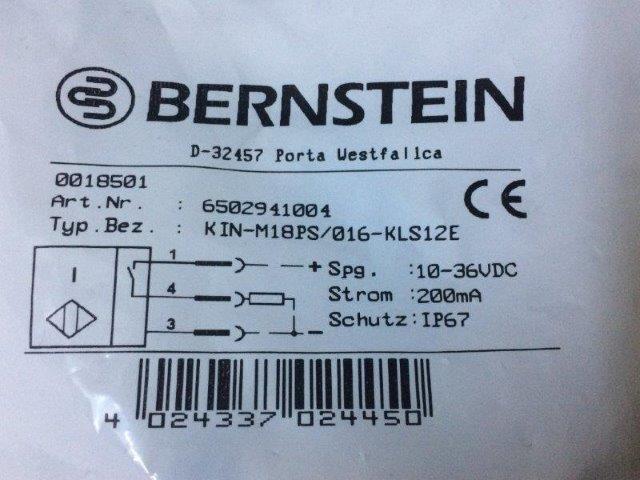 BERNSTEIN
D-32457 Porta Westfalica
0018501
Art.Nr. : 6502941004
Typ.Bez. : KIN-M18PS/016-KLS12E
CE
I
1
+
4
3
-
Spg. :10-36VDC
Strom :200mA
Schutz:IP67
4 024337 024450